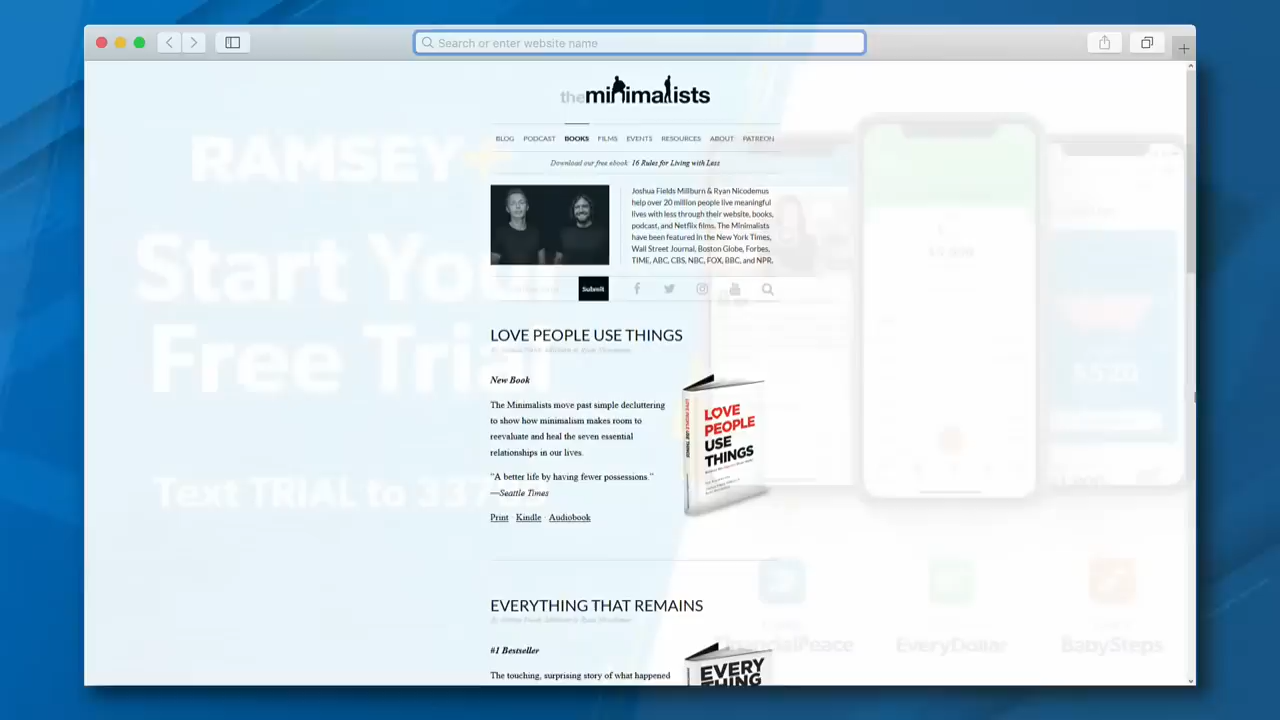 Search or enter website name
theminimalists
BLOG PODCAST BOOKS FILMS EVENTS RESOURCES ABOUT PATREON
Download our free ebook: 16 Rules for Living with Less
Joshua Fields Millburn & Ryan Nicodemus
help over 20 million people live meaningful
lives with less through their website, books,
podcast, and Netflix films. The Minimalists
have been featured in the New York Times,
Wall Street Journal, Boston Globe, Forbes,
TIME, ABC, CBS, NBC, FOX, BBC, and NPR.
Submit
LOVE PEOPLE USE THINGS
New Book
The Minimalists move past simple decluttering
to show how minimalism makes room to
reevaluate and heal the seven essential
relationships in our lives.
"A better life by having fewer possessions."
—Seattle Times
Print · Kindle · Audiobook
LOVE
PEOPLE
USE
THINGS
LOVE PEOPLE USE THINGS
EVERYTHING THAT REMAINS
#1 Bestseller
The touching, surprising story of what happened
EVERY
THING
RAMSEY+
Start Your
Free Trial
Text TRIAL to
FinancialPeace
EveryDollar
BabySteps